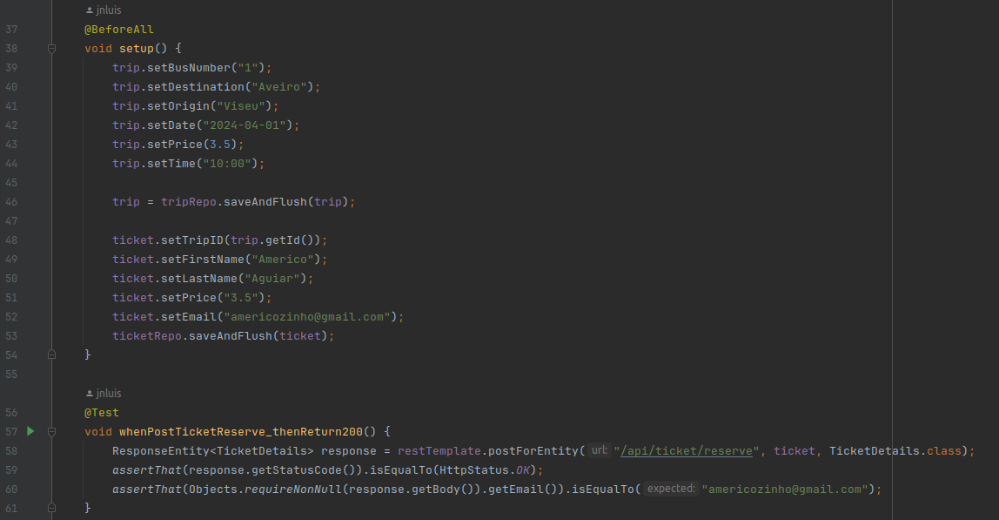 jnluis
37 @BeforeAll
38 void setup() {
39 trip.setBusNumber("1");
40 trip.setDestination("Aveiro");
41 trip.setOrigin("Viseu");
42 trip.setDate("2024-04-01");
43 trip.setPrice(3.5);
44 trip.setTime("10:00");
45
46 trip = tripRepo.saveAndFlush(trip);
47
48 ticket.setTripID(trip.getId());
49 ticket.setFirstName("Americo");
50 ticket.setLastName("Aguiar");
51 ticket.setPrice("3.5");
52 ticket.setEmail("americozinho@gmail.com");
53 ticketRepo.saveAndFlush(ticket);
54 }
55
jnluis
56 @Test
57 void whenPostTicketReserve_thenReturn200() {
58 ResponseEntity<TicketDetails> response = restTemplate.postForEntity( url: "/api/ticket/reserve", ticket, TicketDetails.class);
59 assertThat(response.getStatusCode()).isEqualTo(HttpStatus.OK);
60 assertThat(Objects.requireNonNull(response.getBody()).getEmail()).isEqualTo( expected: "americozinho@gmail.com");
61 }